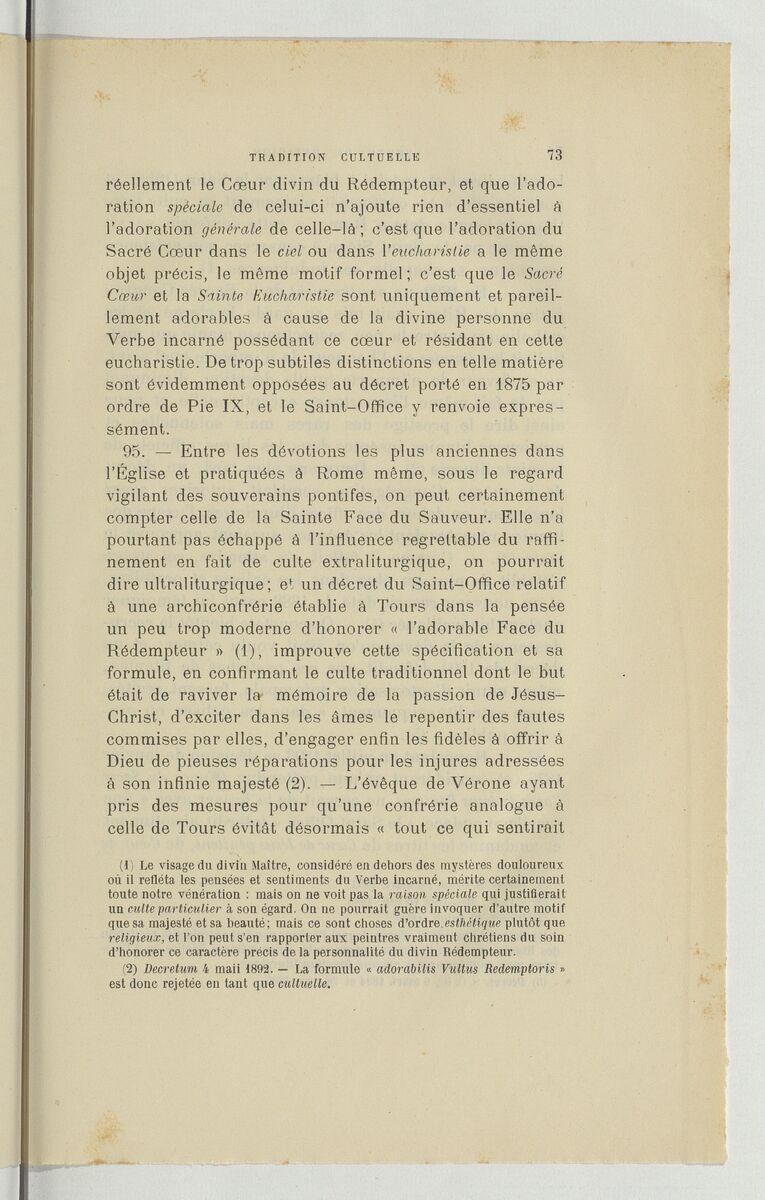 TRADITION CULTUELLE 73
réellement le Cœur divin du Rédempteur, et que l'ado-
ration spéciale de celui-ci n'ajoute rien d'essentiel à
l'adoration générale de celle-là ; c'est que l'adoration du
Sacré Cœur dans le ciel ou dans l'eucharistie a le même
objet précis, le même motif formel ; c'est que le Sacré
Cœur et la Sainte Eucharistie sont uniquement et pareil-
lement adorables à cause de la divine personne du
Verbe incarné possédant ce cœur et résidant en cette
eucharistie. De trop subtiles distinctions en telle matière
sont évidemment opposées au décret porté en 1875 par
ordre de Pie IX, et le Saint-Office y renvoie expres-
sément.
95. — Entre les dévotions les plus anciennes dans
l'Église et pratiquées à Rome même, sous le regard
vigilant des souverains pontifes, on peut certainement
compter celle de la Sainte Face du Sauveur. Elle n'a
pourtant pas échappé à l'influence regrettable du raffi-
nement en fait de culte extraliturgique, on pourrait
dire ultraliturgique ; et un décret du Saint-Office relatif
à une archiconfrérie établie à Tours dans la pensée
un peu trop moderne d'honorer « l'adorable Face du
Rédempteur » (1), improuve cette spécification et sa
formule, en confirmant le culte traditionnel dont le but
était de raviver la mémoire de la passion de Jésus-
Christ, d'exciter dans les âmes le repentir des fautes
commises par elles, d'engager enfin les fidèles à offrir à
Dieu de pieuses réparations pour les injures adressées
à son infinie majesté (2). — L'évêque de Vérone ayant
pris des mesures pour qu'une confrérie analogue à
celle de Tours évitât désormais « tout ce qui sentirait
(1) Le visage du divin Maître, considéré en dehors des mystères douloureux
où il refléta les pensées et sentiments du Verbe incarné, mérite certainement
toute notre vénération : mais on ne voit pas la raison spéciale qui justifierait
un culte particulier à son égard. On ne pourrait guère invoquer d'autre motif
que sa majesté et sa beauté ; mais ce sont choses d'ordre esthétique plutôt que
religieux, et l'on peut s'en rapporter aux peintres vraiment chrétiens du soin
d'honorer ce caractère précis de la personnalité du divin Rédempteur.
(2) Decretum 4 maii 1892. — La formule « adorabilis Vultus Redemptoris »
est donc rejetée en tant que cultuelle.